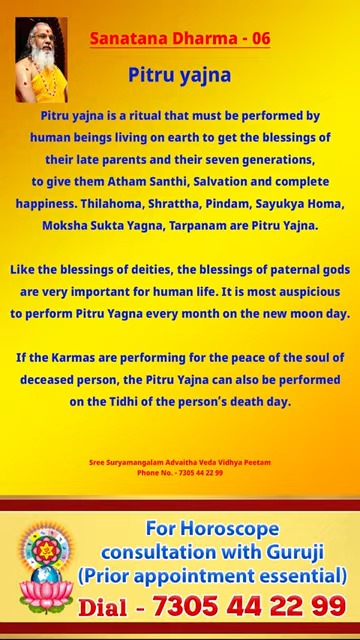 Sanatana Dharma - 06
Pitru yajna
Pitru yajna is a ritual that must be performed by
human beings living on earth to get the blessings of
their late parents and their seven generations,
to give them Atham Santhi, Salvation and complete
happiness. Thilahoma, Shrattha, Pindam, Sayukya Homa,
Moksha Sukta Yagna, Tarpanam are Pitru Yajna.
Like the blessings of deities, the blessings of paternal gods
are very important for human life. It is most auspicious
to perform Pitru Yagna every month on the new moon day.
If the Karmas are performing for the peace of the soul of
deceased person, the Pitru Yajna can also be performed
on the Tidhi of the person's death day.
Sree Suryamangalam Advaitha Veda Vidhya Peetam
Phone No. - 7305 44 22 99
For Horoscope
consultation with Guruji
(Prior appointment essential)
Dial - 7305 44 22 99